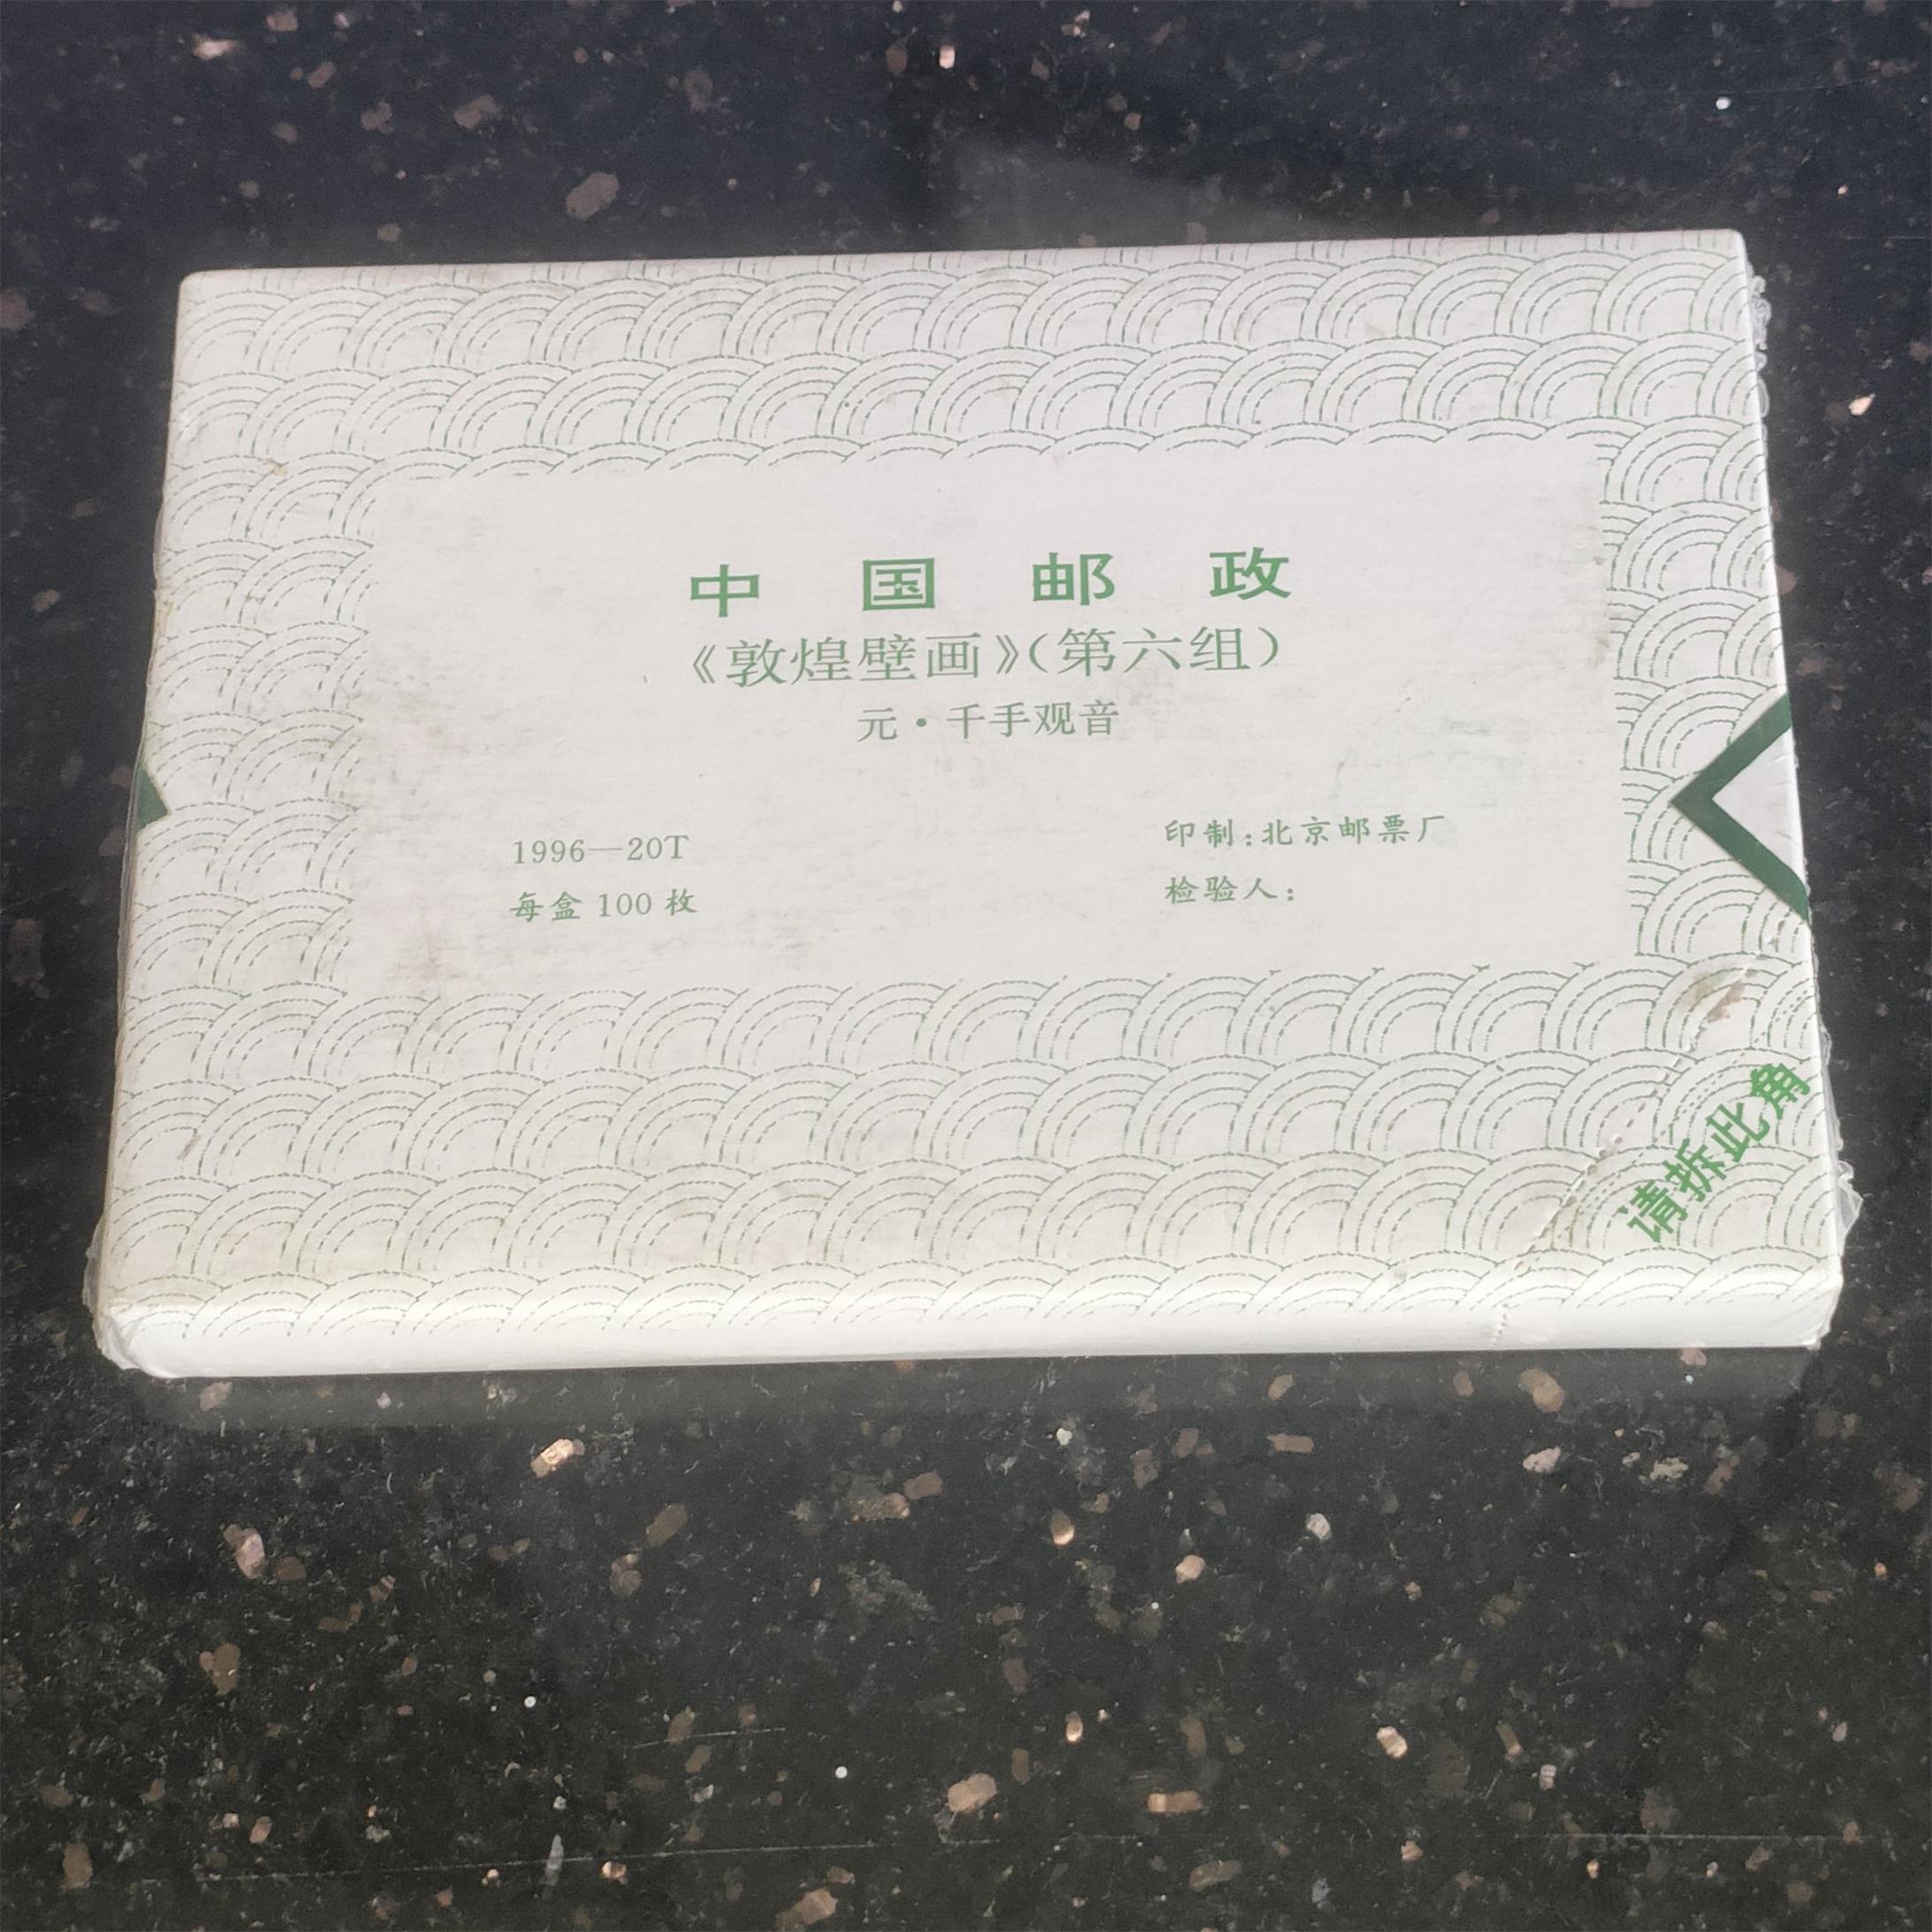 中国邮政
《敦煌壁画》（第六组）
元·千手观音
1996—20T
每盒 100 枚
印制：北京邮票厂
检验人：
请拆此角